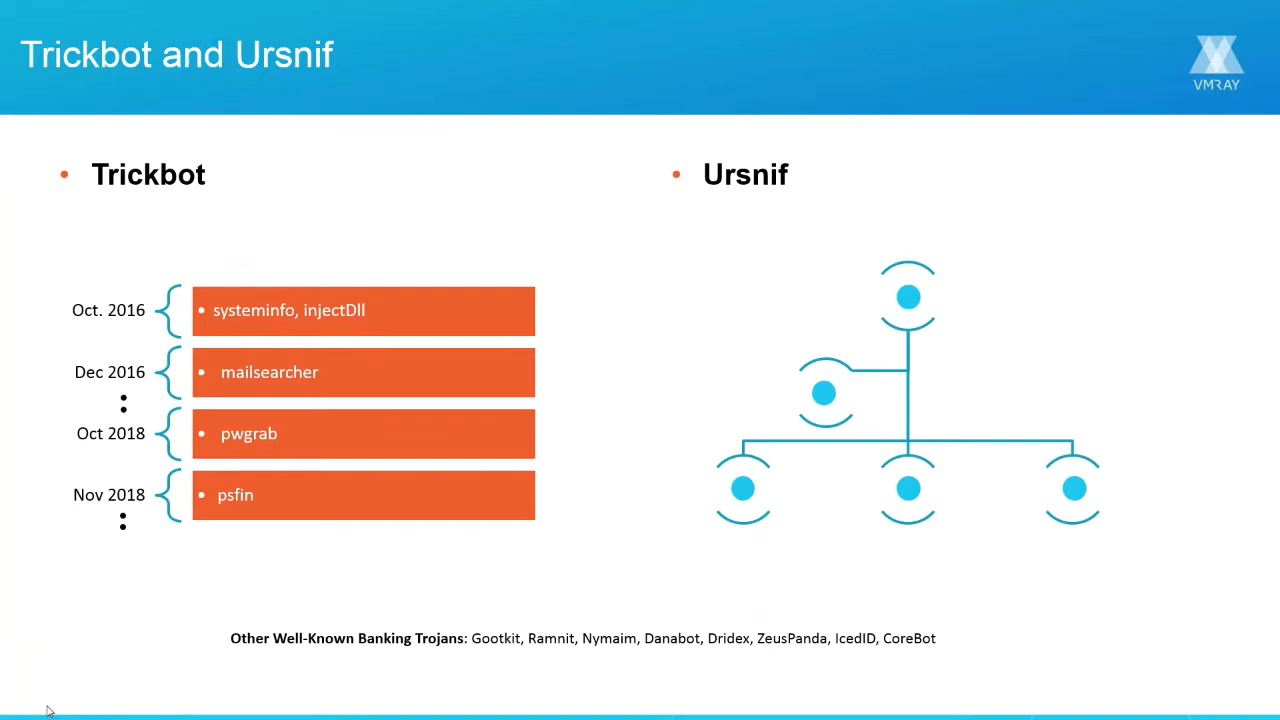 Trickbot and Ursnif
VMRAY
• Trickbot
• Ursnif
Oct. 2016
• systeminfo, injectDll
Dec 2016
• mailsearcher
Oct 2018
• pwgrab
Nov 2018
• psfin
Other Well-Known Banking Trojans: Gootkit, Ramnit, Nymaim, Danabot, Dridex, ZeusPanda, IcedID, CoreBot